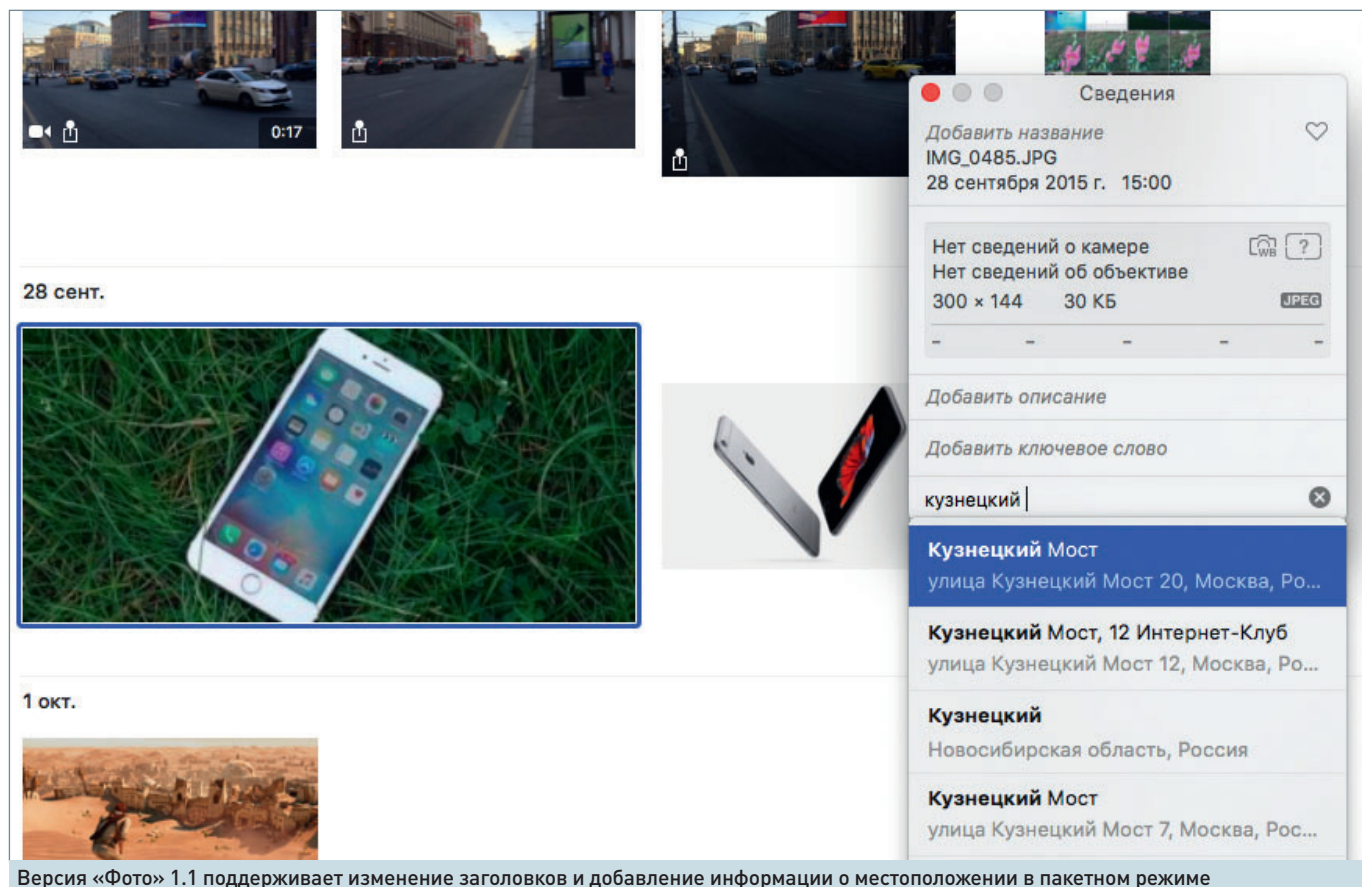 0:17
Сведения
Добавить название
IMG_0485.JPG
28 сентября 2015 г. 15:00
Нет сведений о камере
WB ?
Нет сведений об объективе
300 × 144 30 КБ JPEG
– – – – –
28 сент.
Добавить описание
Добавить ключевое слово
кузнецкий
Кузнецкий Мост
улица Кузнецкий Мост 20, Москва, Ро...
Кузнецкий Мост, 12 Интернет-Клуб
улица Кузнецкий Мост 12, Москва, Ро...
Кузнецкий
Новосибирская область, Россия
Кузнецкий Мост
улица Кузнецкий Мост 7, Москва, Рос...
1 окт.
Версия «Фото» 1.1 поддерживает изменение заголовков и добавление информации о местоположении в пакетном режиме